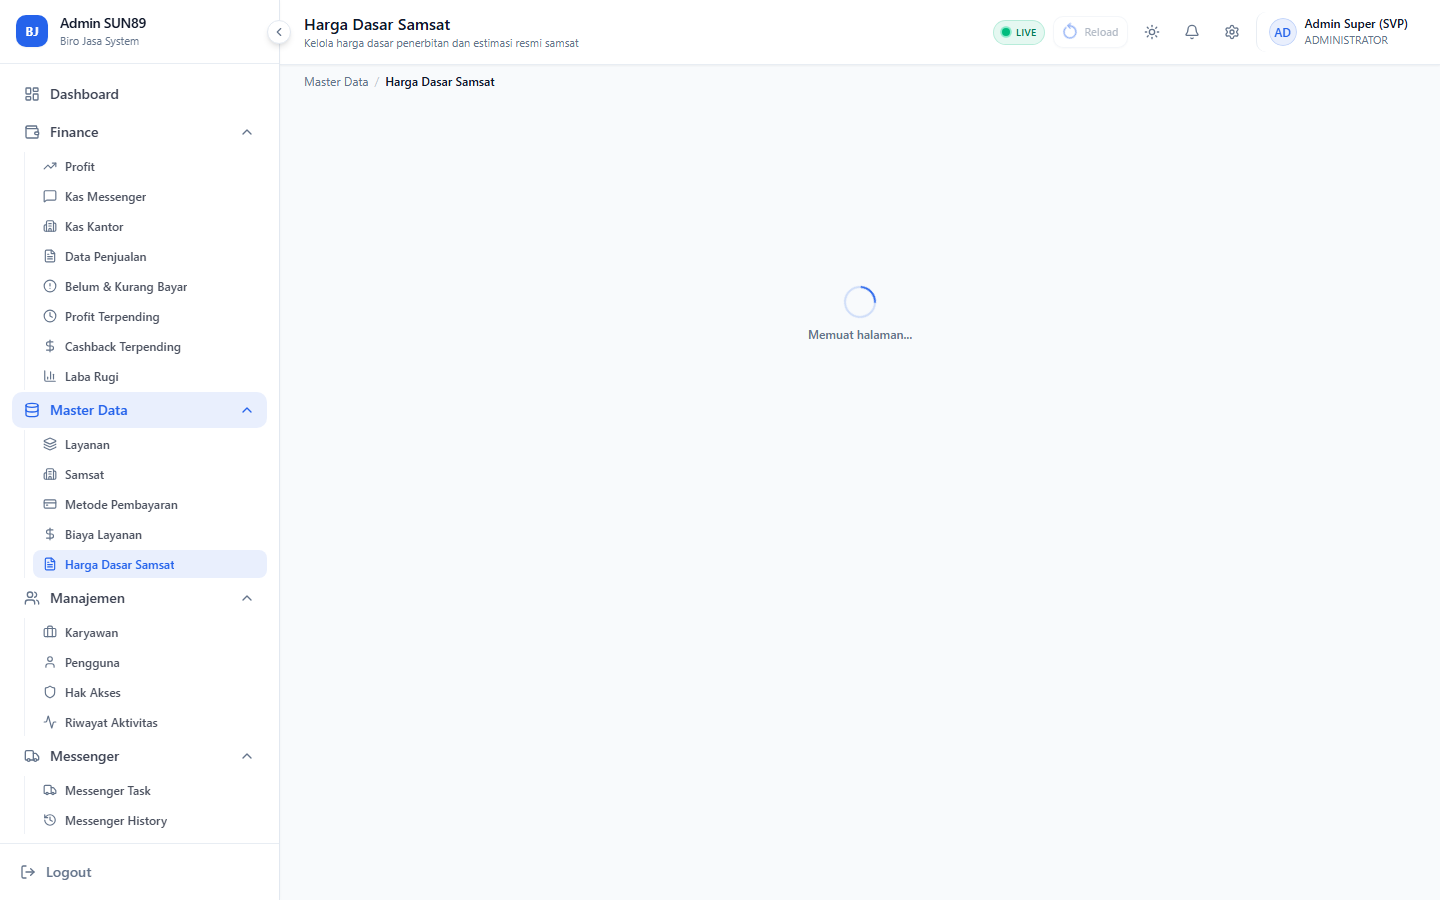 BJ
Admin SUN89
Biro Jasa System
Dashboard
Finance
Profit
Kas Messenger
Kas Kantor
Data Penjualan
Belum & Kurang Bayar
Profit Terpending
Cashback Terpending
Laba Rugi
Master Data
Layanan
Samsat
Metode Pembayaran
Biaya Layanan
Harga Dasar Samsat
Manajemen
Karyawan
Pengguna
Hak Akses
Riwayat Aktivitas
Messenger
Messenger Task
Messenger History
Logout
Harga Dasar Samsat
Kelola harga dasar penerbitan dan estimasi resmi samsat
LIVE
Reload
AD
Admin Super (SVP)
ADMINISTRATOR
Master Data / Harga Dasar Samsat
Memuat halaman...